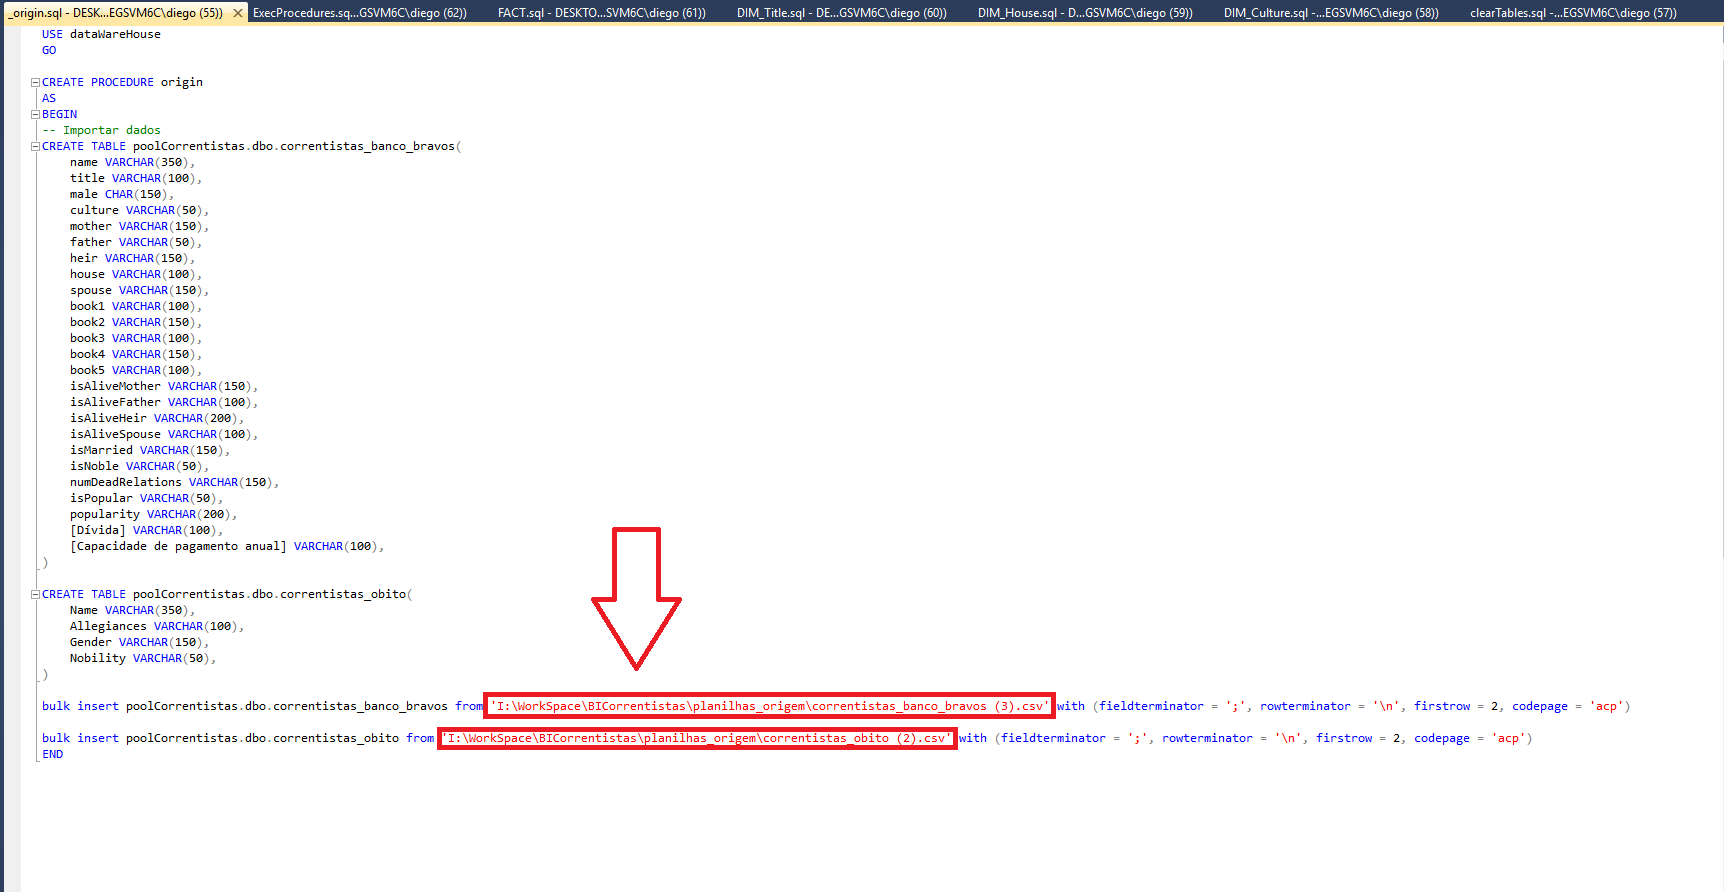 _origin.sql - DESK...EGSVM6C\diego (55)) ✕ ExecProcedures.sq...GSVM6C\diego (62)) FACT.sql - DESKTO...SVM6C\diego (61)) DIM_Title.sql - DE...GSVM6C\diego (60)) DIM_House.sql - D...GSVM6C\diego (59)) DIM_Culture.sql -...EGSVM6C\diego (58)) clearTables.sql -...EGSVM6C\diego (57))
USE dataWareHouse
GO
CREATE PROCEDURE origin
AS
BEGIN
-- Importar dados
CREATE TABLE poolCorrentistas.dbo.correntistas_banco_bravos(
name VARCHAR(350),
title VARCHAR(100),
male CHAR(150),
culture VARCHAR(50),
mother VARCHAR(150),
father VARCHAR(50),
heir VARCHAR(150),
house VARCHAR(100),
spouse VARCHAR(150),
book1 VARCHAR(100),
book2 VARCHAR(150),
book3 VARCHAR(100),
book4 VARCHAR(150),
book5 VARCHAR(100),
isAliveMother VARCHAR(150),
isAliveFather VARCHAR(100),
isAliveHeir VARCHAR(200),
isAliveSpouse VARCHAR(100),
isMarried VARCHAR(150),
isNoble VARCHAR(50),
numDeadRelations VARCHAR(150),
isPopular VARCHAR(50),
popularity VARCHAR(200),
[Dívida] VARCHAR(100),
[Capacidade de pagamento anual] VARCHAR(100),
)
CREATE TABLE poolCorrentistas.dbo.correntistas_obito(
Name VARCHAR(350),
Allegiances VARCHAR(100),
Gender VARCHAR(150),
Nobility VARCHAR(50),
)
bulk insert poolCorrentistas.dbo.correntistas_banco_bravos from 'I:\WorkSpace\BICorrentistas\planilhas_origem\correntistas_banco_bravos (3).csv' with (fieldterminator = ';', rowterminator = '\n', firstrow = 2, codepage = 'acp')
bulk insert poolCorrentistas.dbo.correntistas_obito from 'I:\WorkSpace\BICorrentistas\planilhas_origem\correntistas_obito (2).csv' with (fieldterminator = ';', rowterminator = '\n', firstrow = 2, codepage = 'acp')
END